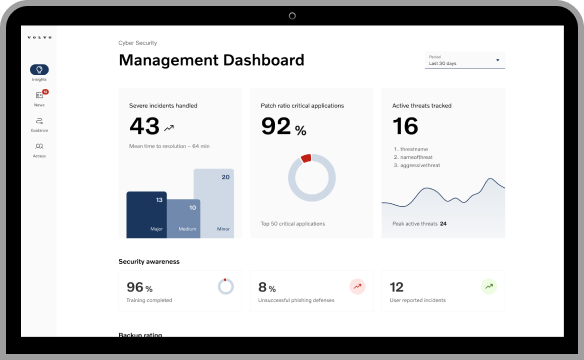 VOLVO
Insights
News
Guidance
Access
Cyber Security
Management Dashboard
Period
Last 30 days
Severe incidents handled
43
Mean time to resolution – 64 min
13
Major
10
Medium
20
Minor
Patch ratio critical applications
92 %
Top 50 critical applications
Active threats tracked
16
1. threatname
2. nameofthreat
3. aggressivethreat
Peak active threats 24
Security awareness
96 %
Training completed
8 %
Unsuccessful phishing defenses
12
User reported incidents
Backup rating